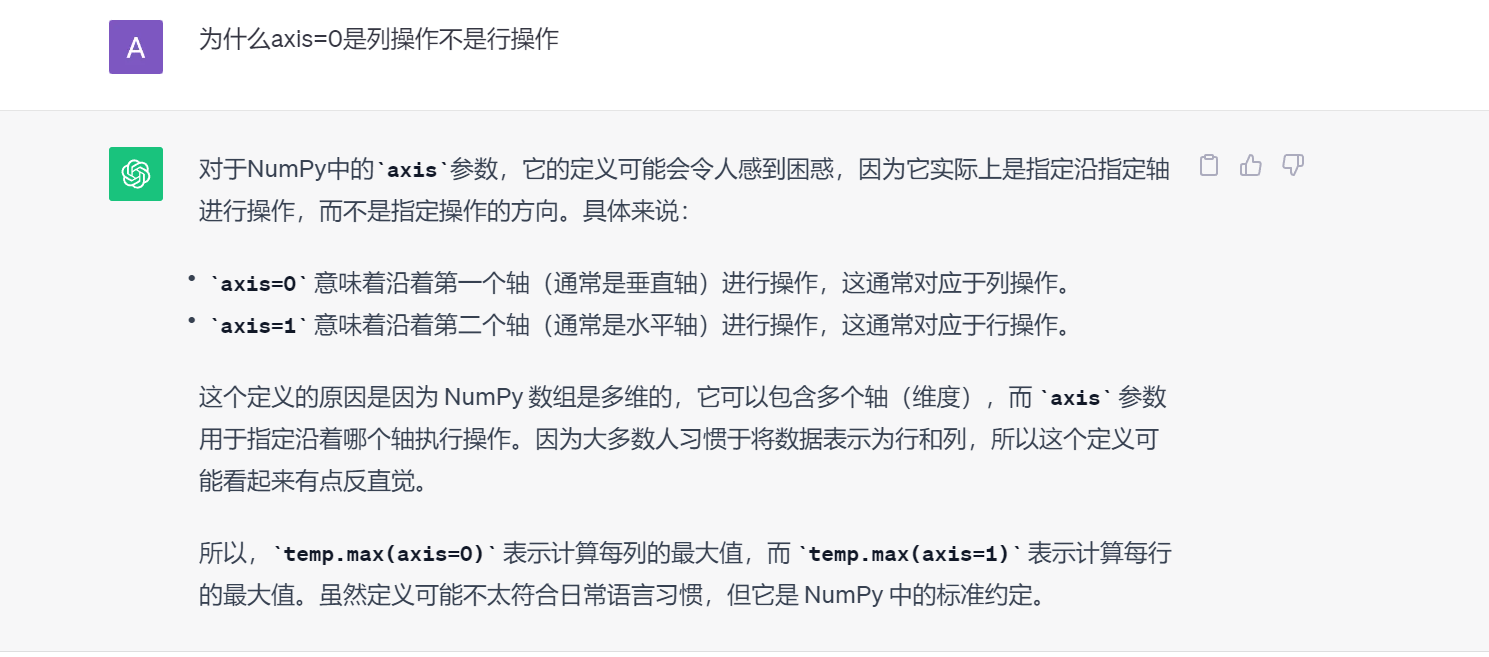 A
为什么axis=0是列操作不是行操作
对于NumPy中的`axis`参数，它的定义可能会令人感到困惑，因为它实际上是指定沿指定轴
进行操作，而不是指定操作的方向。具体来说：
• `axis=0` 意味着沿着第一个轴（通常是垂直轴）进行操作，这通常对应于列操作。
• `axis=1` 意味着沿着第二个轴（通常是水平轴）进行操作，这通常对应于行操作。
这个定义的原因是因为 NumPy 数组是多维的，它可以包含多个轴（维度），而 `axis` 参数
用于指定沿着哪个轴执行操作。因为大多数人习惯于将数据表示为行和列，所以这个定义可
能看起来有点反直觉。
所以，`temp.max(axis=0)` 表示计算每列的最大值，而 `temp.max(axis=1)` 表示计算每行
的最大值。虽然定义可能不太符合日常语言习惯，但它是 NumPy 中的标准约定。